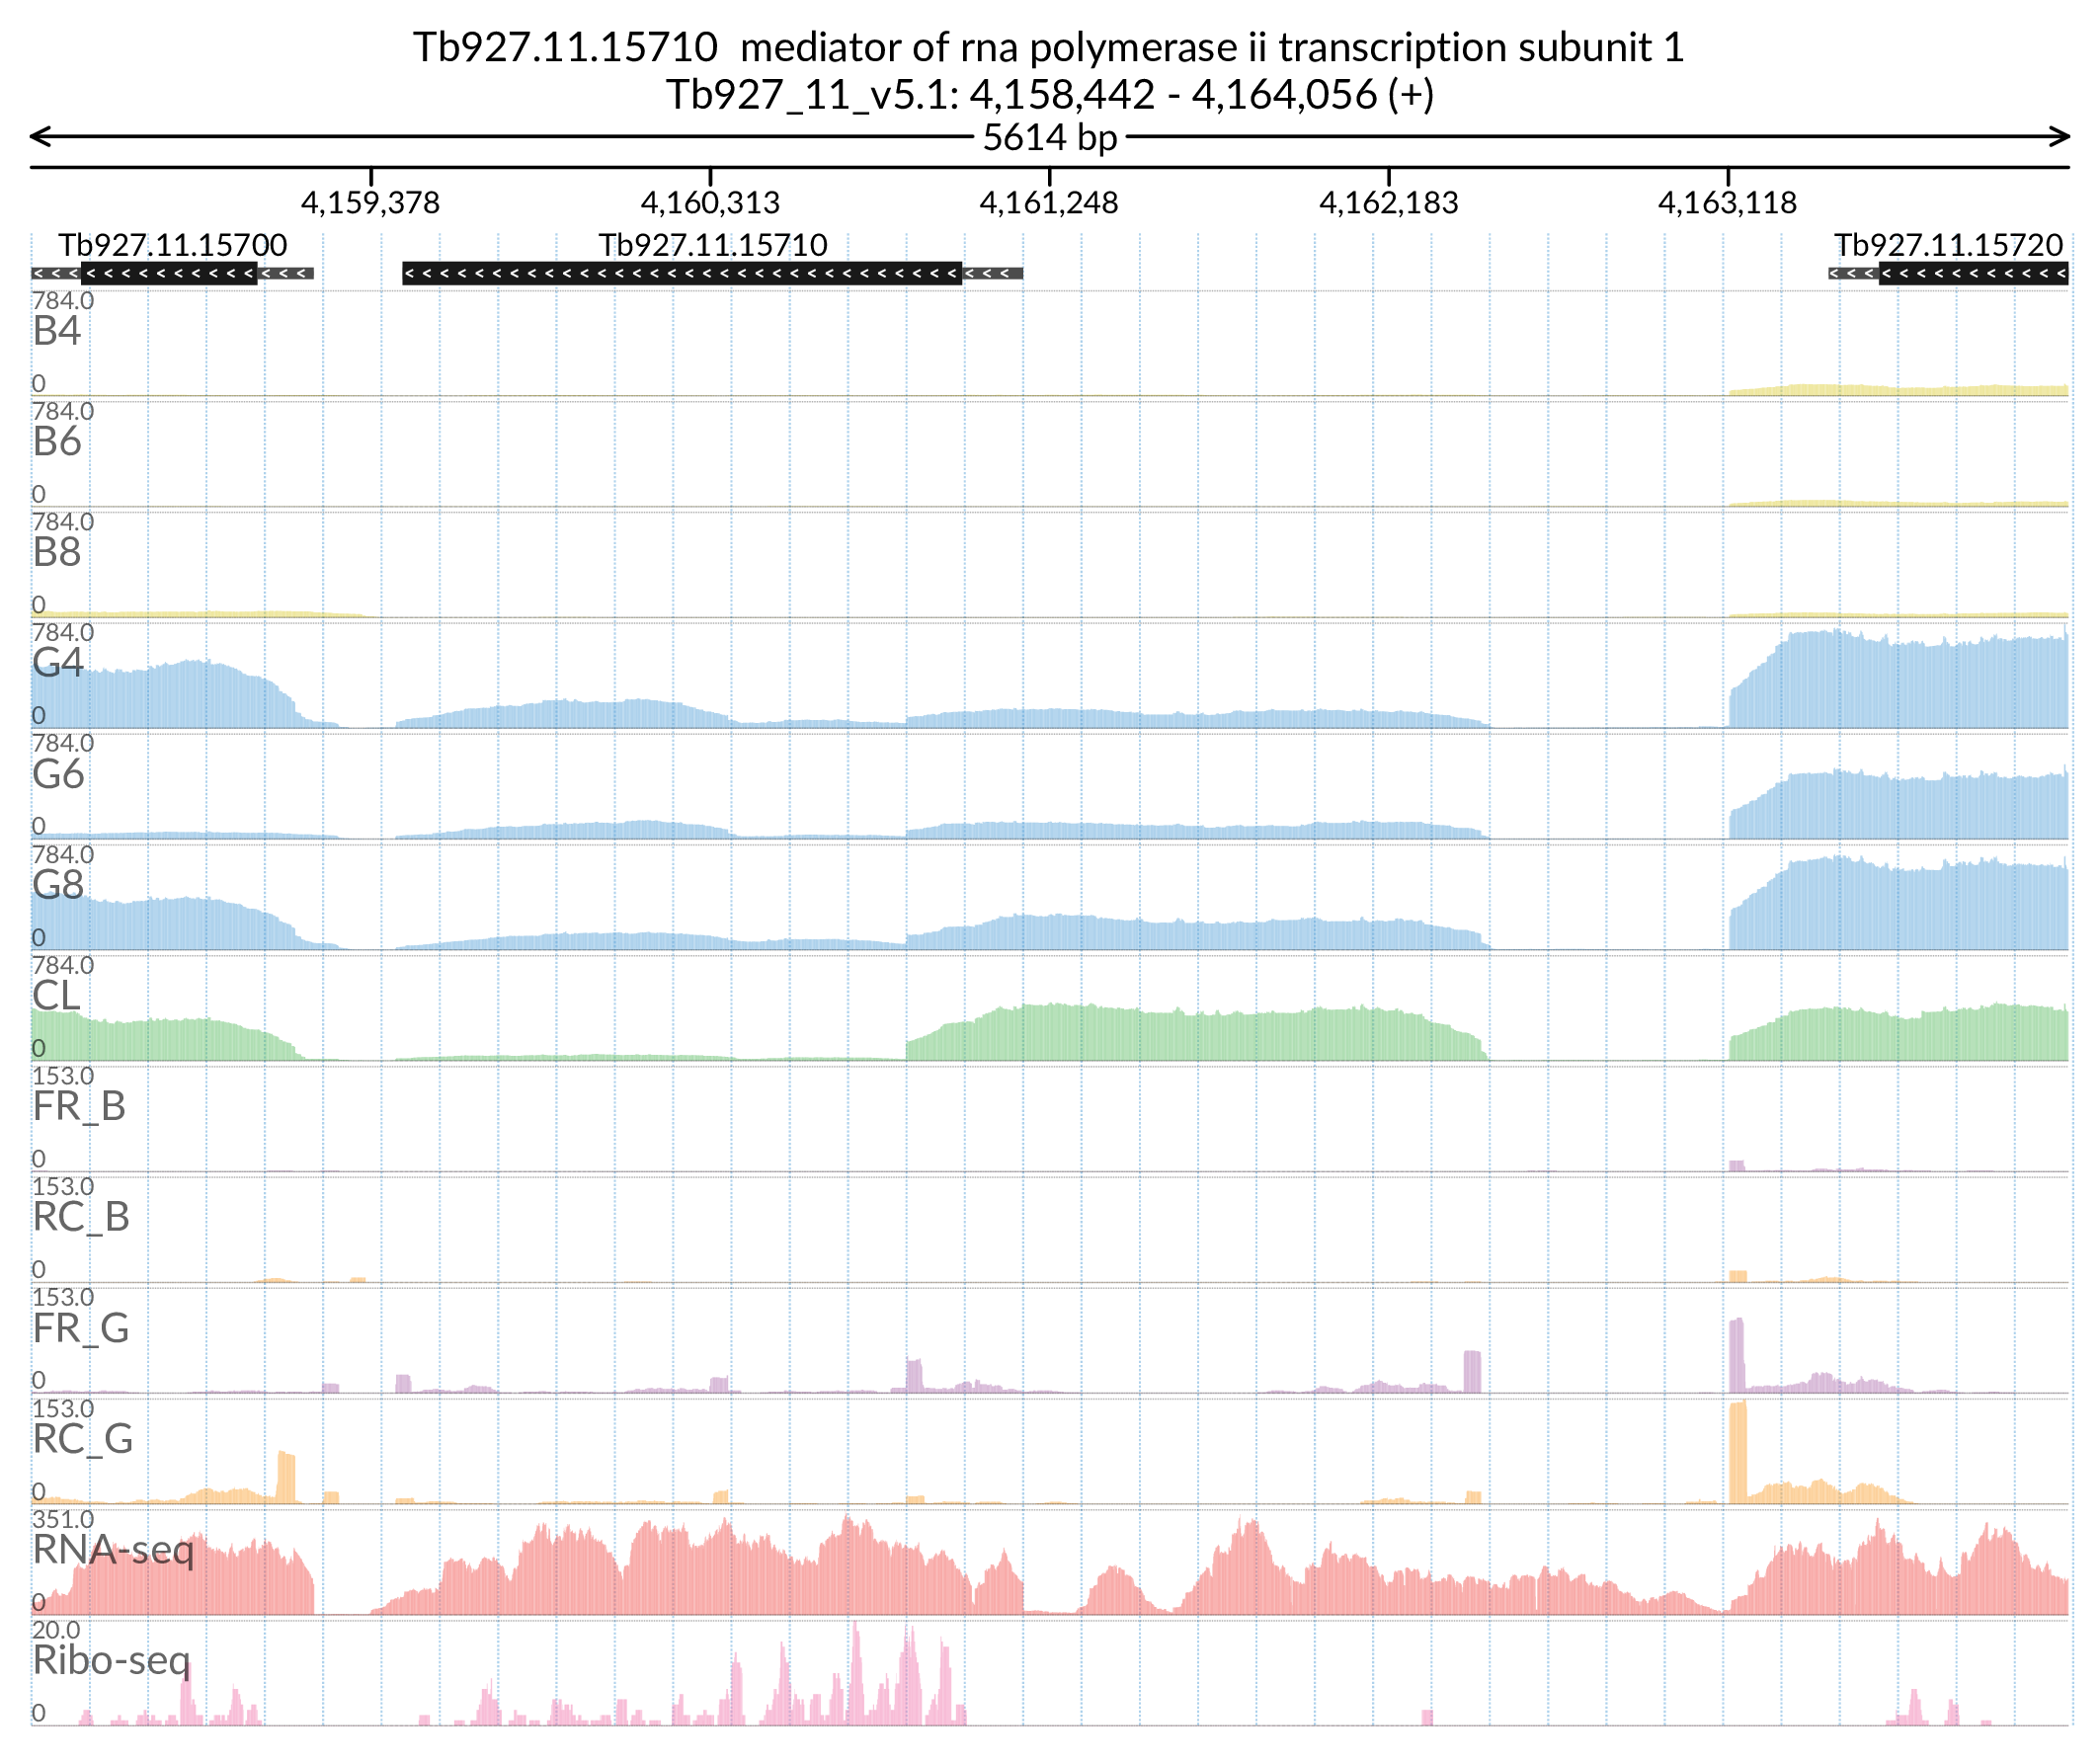 Tb927.11.15710  mediator of rna polymerase ii transcription subunit 1
Tb927_11_v5.1: 4,158,442 - 4,164,056 (+)
5614 bp
4,159,378 4,160,313 4,161,248 4,162,183 4,163,118
Tb927.11.15700 Tb927.11.15710 Tb927.11.15720
784.0
B4
0
784.0
B6
0
784.0
B8
0
784.0
G4
0
784.0
G6
0
784.0
G8
0
784.0
CL
0
153.0
FR_B
0
153.0
RC_B
0
153.0
FR_G
0
153.0
RC_G
0
351.0
RNA-seq
0
20.0
Ribo-seq
0